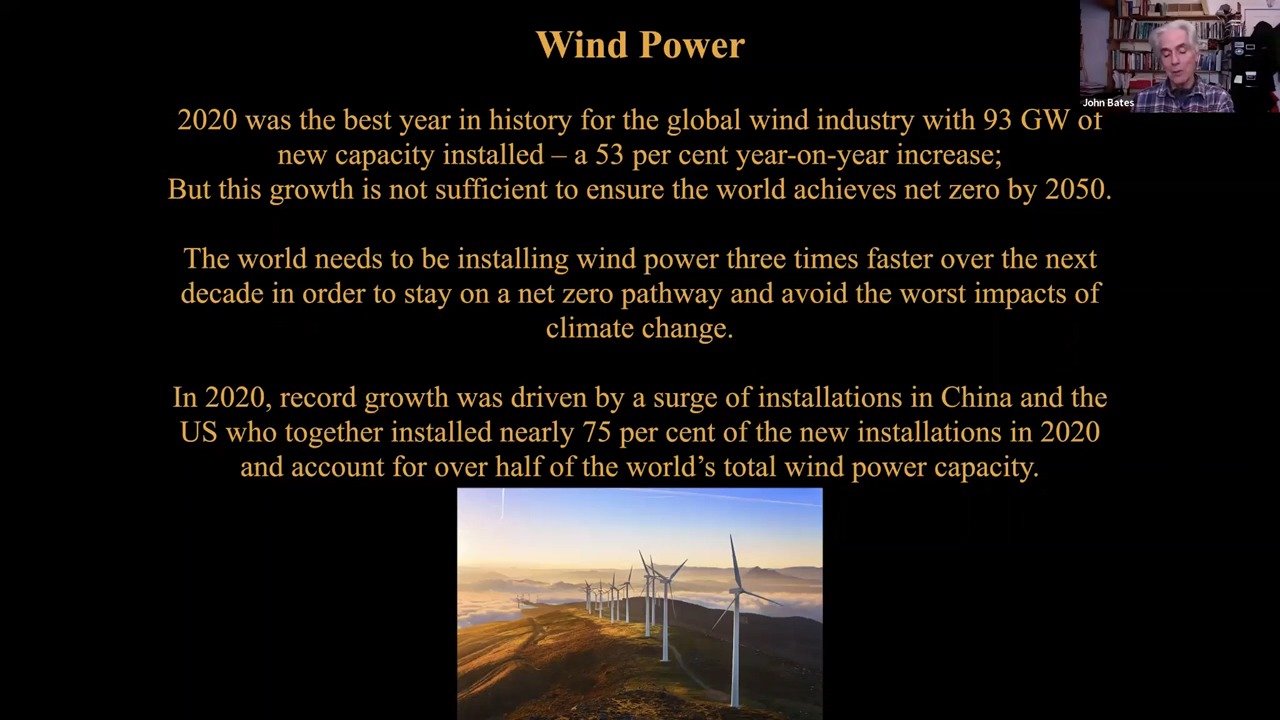 Wind Power
John Bates
2020 was the best year in history for the global wind industry with 93 GW of
new capacity installed – a 53 per cent year-on-year increase;
But this growth is not sufficient to ensure the world achieves net zero by 2050.
The world needs to be installing wind power three times faster over the next
decade in order to stay on a net zero pathway and avoid the worst impacts of
climate change.
In 2020, record growth was driven by a surge of installations in China and the
US who together installed nearly 75 per cent of the new installations in 2020
and account for over half of the world’s total wind power capacity.